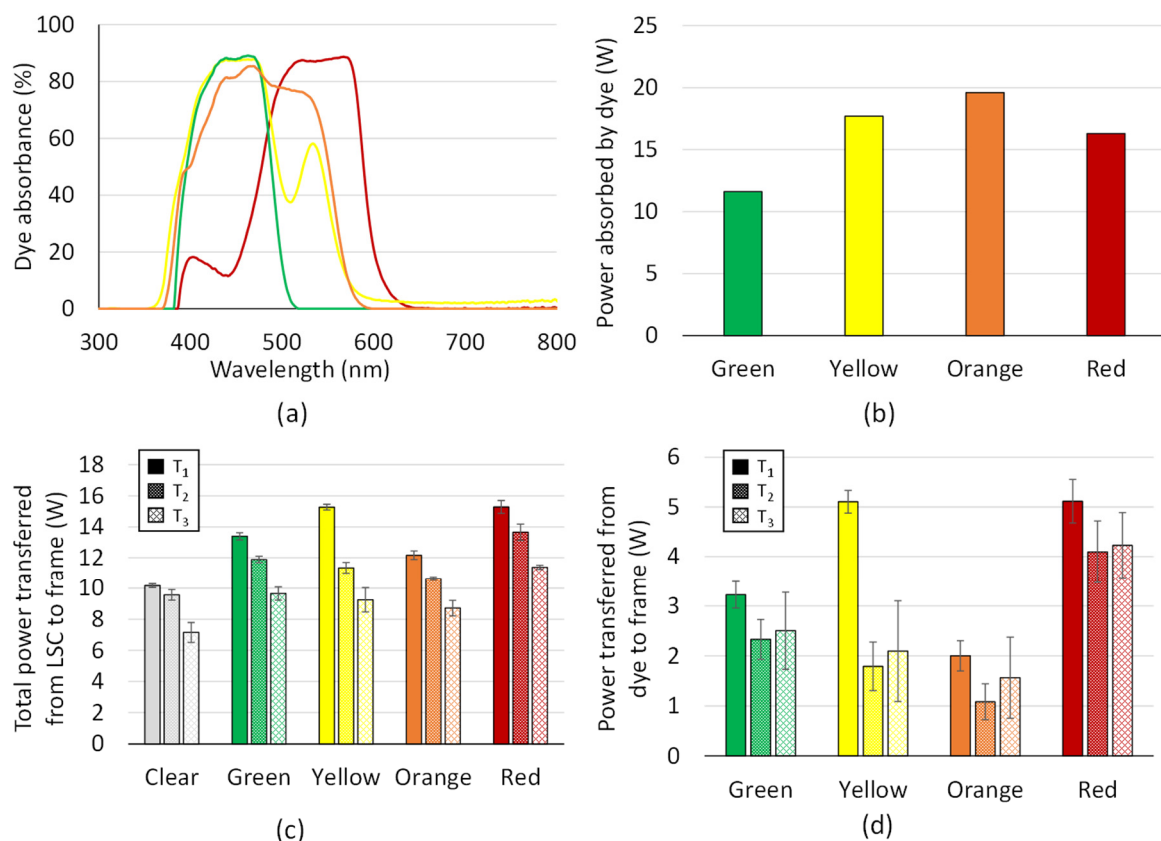 100
80
60
40
20
0
Dye absorbance (%)
300 400 500 600 700 800
Wavelength (nm)
(a)
25
20
15
10
5
0
Power absorbed by dye (W)
Green Yellow Orange Red
(b)
18
16
14
12
10
8
6
4
2
0
Total power transferred
from LSC to frame (W)
T1
T2
T3
Clear Green Yellow Orange Red
(c)
6
5
4
3
2
1
0
Power transferred from
dye to frame (W)
T1
T2
T3
Green Yellow Orange Red
(d)